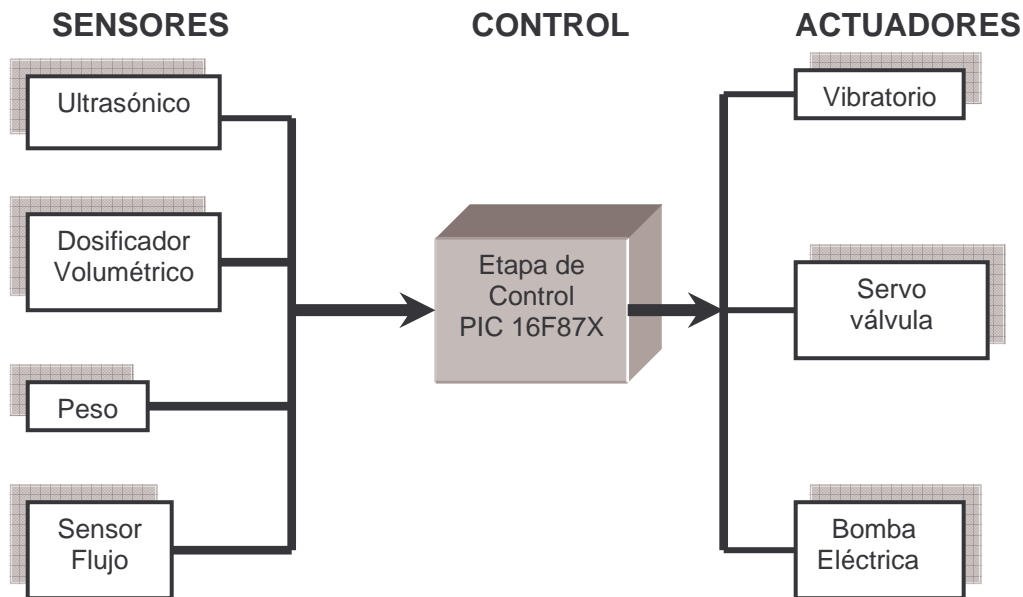 SENSORES
CONTROL
ACTUADORES
Ultrasónico
Dosificador
Volumétrico
Peso
Sensor
Flujo
Etapa de
Control
PIC 16F87X
Vibratorio
Servo
válvula
Bomba
Eléctrica